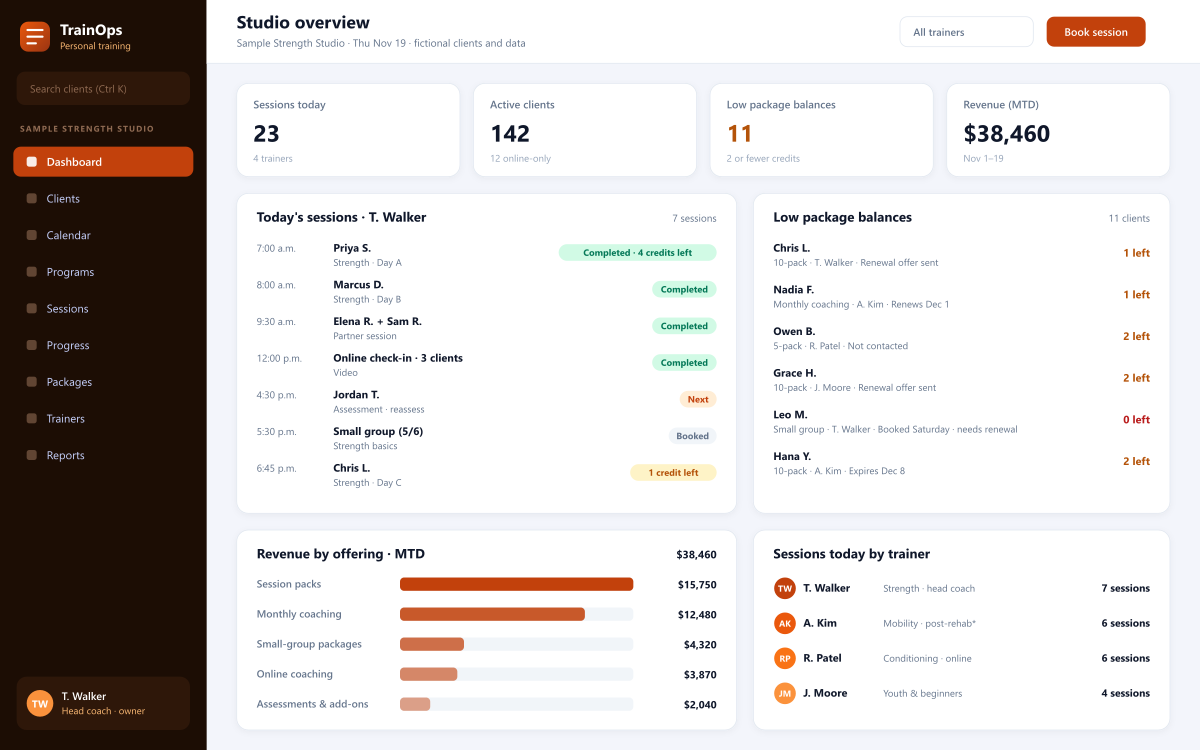 TrainOps
Personal training
Search clients (Ctrl K)
SAMPLE STRENGTH STUDIO
Dashboard
Clients
Calendar
Programs
Sessions
Progress
Packages
Trainers
Reports
TW
T. Walker
Head coach · owner
Studio overview
Sample Strength Studio · Thu Nov 19 · fictional clients and data
All trainers
Book session
Sessions today
23
4 trainers
Active clients
142
12 online-only
Low package balances
11
2 or fewer credits
Revenue (MTD)
$38,460
Nov 1–19
Today's sessions · T. Walker
7 sessions
7:00 a.m. Priya S. Completed · 4 credits left
Strength · Day A
8:00 a.m. Marcus D. Completed
Strength · Day B
9:30 a.m. Elena R. + Sam R. Completed
Partner session
12:00 p.m. Online check-in · 3 clients Completed
Video
4:30 p.m. Jordan T. Next
Assessment · reassess
5:30 p.m. Small group (5/6) Booked
Strength basics
6:45 p.m. Chris L. 1 credit left
Strength · Day C
Low package balances
11 clients
Chris L. 1 left
10-pack · T. Walker · Renewal offer sent
Nadia F. 1 left
Monthly coaching · A. Kim · Renews Dec 1
Owen B. 2 left
5-pack · R. Patel · Not contacted
Grace H. 2 left
10-pack · J. Moore · Renewal offer sent
Leo M. 0 left
Small group · T. Walker · Booked Saturday · needs renewal
Hana Y. 2 left
10-pack · A. Kim · Expires Dec 8
Revenue by offering · MTD $38,460
Session packs $15,750
Monthly coaching $12,480
Small-group packages $4,320
Online coaching $3,870
Assessments & add-ons $2,040
Sessions today by trainer
TW T. Walker Strength · head coach 7 sessions
AK A. Kim Mobility · post-rehab* 6 sessions
RP R. Patel Conditioning · online 6 sessions
JM J. Moore Youth & beginners 4 sessions